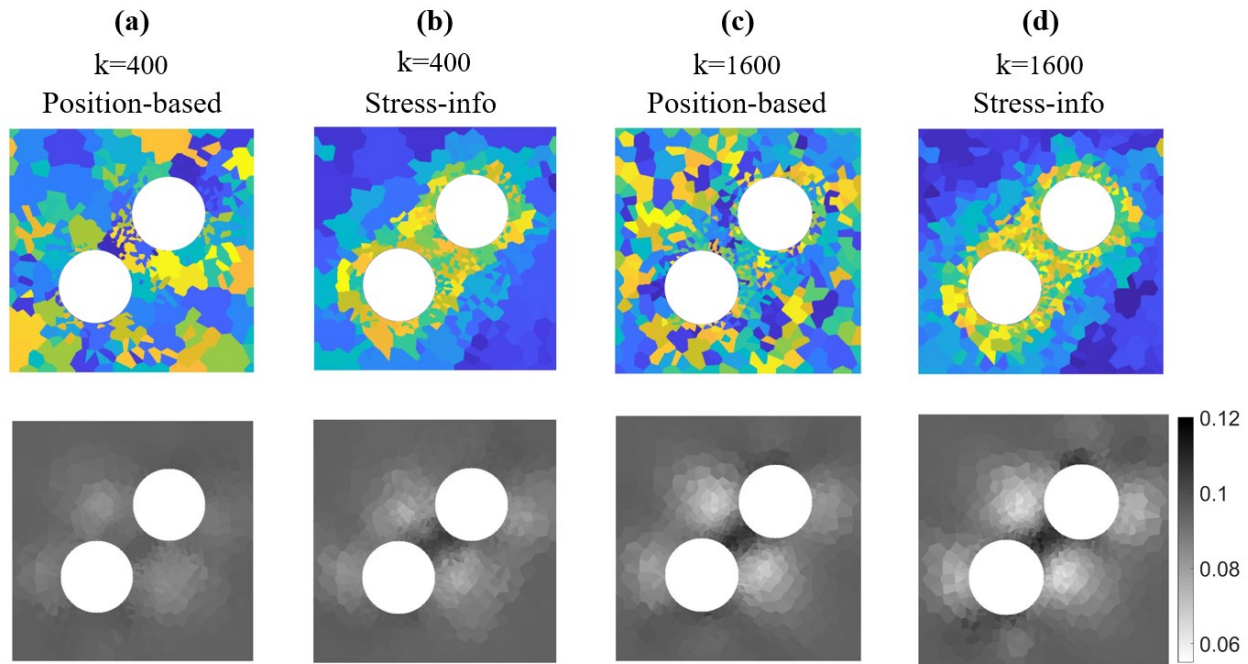 (a) (b) (c) (d)
k=400 k=400 k=1600 k=1600
Position-based Stress-info Position-based Stress-info
0.12
0.1
0.08
0.06